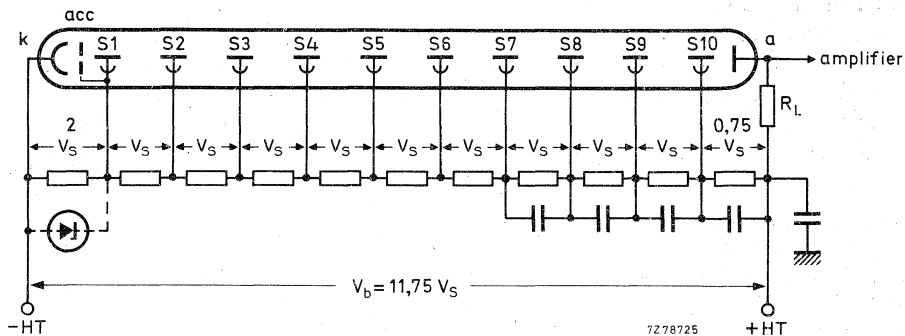 acc
k S1 S2 S3 S4 S5 S6 S7 S8 S9 S10 a
amplifier
R_L
2 0,75
V_S V_S V_S V_S V_S V_S V_S V_S V_S V_S V_S
V_b = 11,75 V_S
-HT 7Z78725 +HT